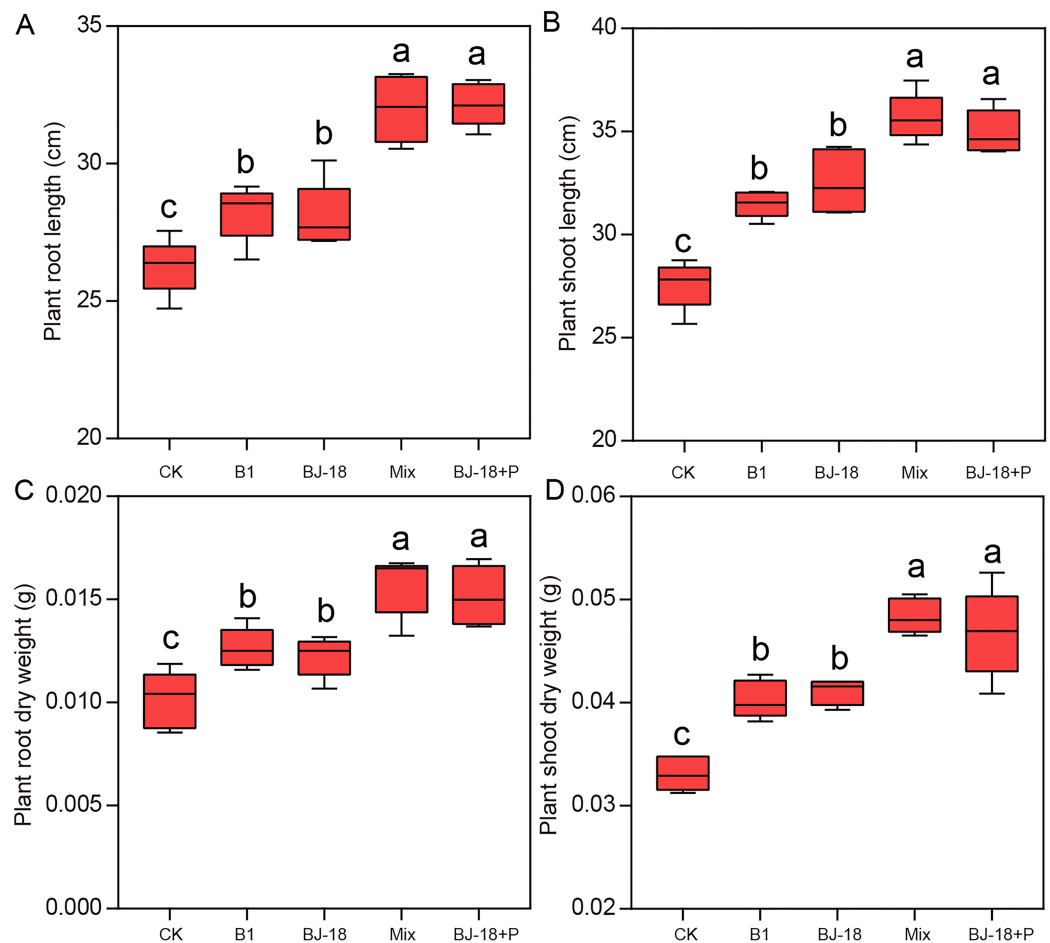 A
Plant root length (cm)
35
30
25
20
c
b
b
a
a
CK
B1
BJ-18
Mix
BJ-18+P
B
Plant shoot length (cm)
40
35
30
25
20
c
b
b
a
a
CK
B1
BJ-18
Mix
BJ-18+P
C
Plant root dry weight (g)
0.020
0.015
0.010
0.005
0.000
c
b
b
a
a
CK
B1
BJ-18
Mix
BJ-18+P
D
Plant shoot dry weight (g)
0.06
0.05
0.04
0.03
0.02
c
b
b
a
a
CK
B1
BJ-18
Mix
BJ-18+P